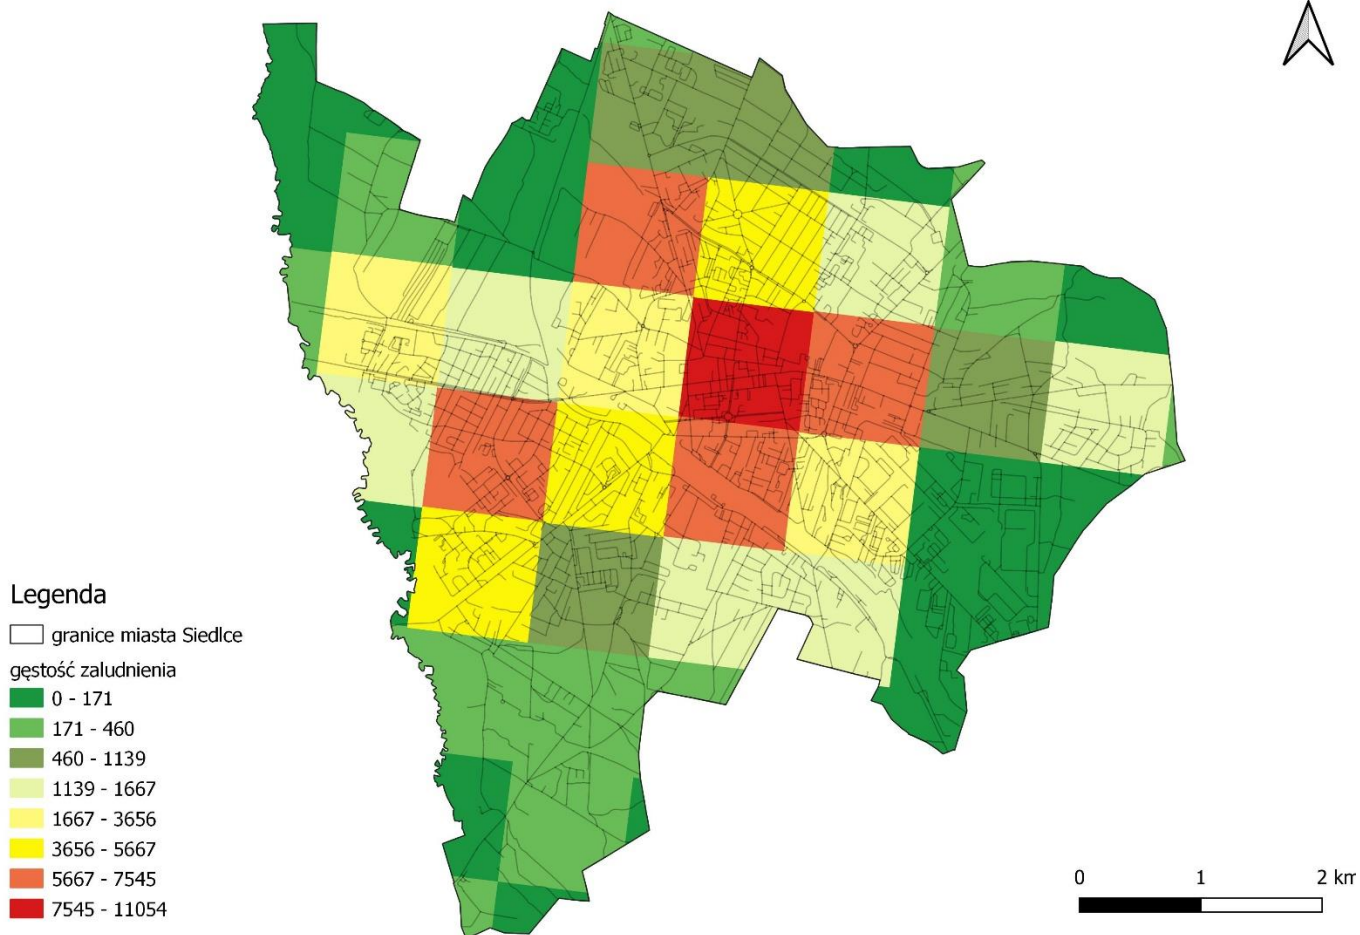 Legenda
granice miasta Siedlce
gęstość zaludnienia
0 - 171
171 - 460
460 - 1139
1139 - 1667
1667 - 3656
3656 - 5667
5667 - 7545
7545 - 11054
0 1 2 km